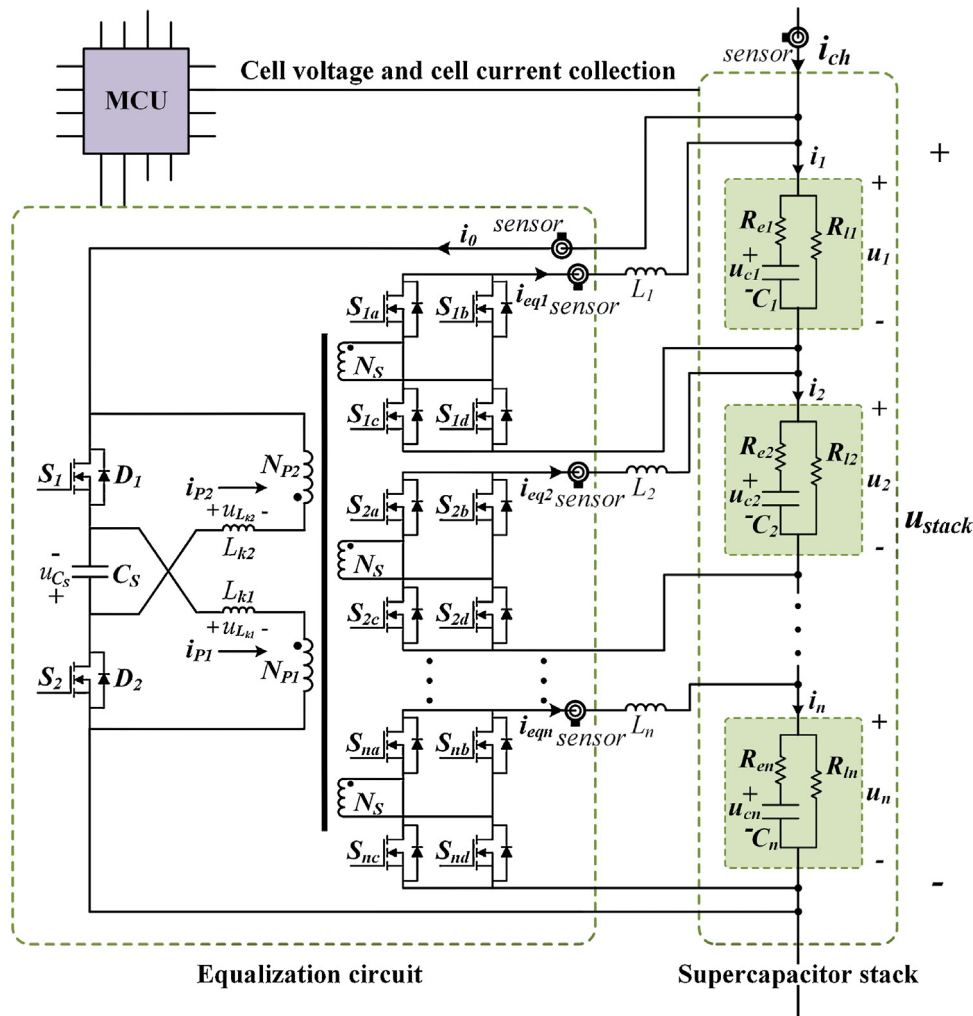 sensor
i_ch
Cell voltage and cell current collection
MCU
+
i_1
+
R_e1
R_l1
+
u_c1
-
C_1
u_1
-
sensor
i_0
i_eq1
sensor
L_1
S_1a
S_1b
N_S
S_1c
S_1d
i_2
+
R_e2
R_l2
+
u_c2
-
C_2
u_2
-
u_stack
i_eq2
sensor
L_2
S_2a
S_2b
N_S
S_2c
S_2d
S_1
D_1
N_P2
i_P2
+ u_Lk2 -
L_k2
-
u_Cs
+
C_S
L_k1
+ u_Lk1 -
i_P1
N_P1
S_2
D_2
i_eqn
sensor
L_n
S_na
S_nb
N_S
S_nc
S_nd
i_n
+
R_en
R_ln
+
u_cn
-
C_n
u_n
-
-
Equalization circuit
Supercapacitor stack